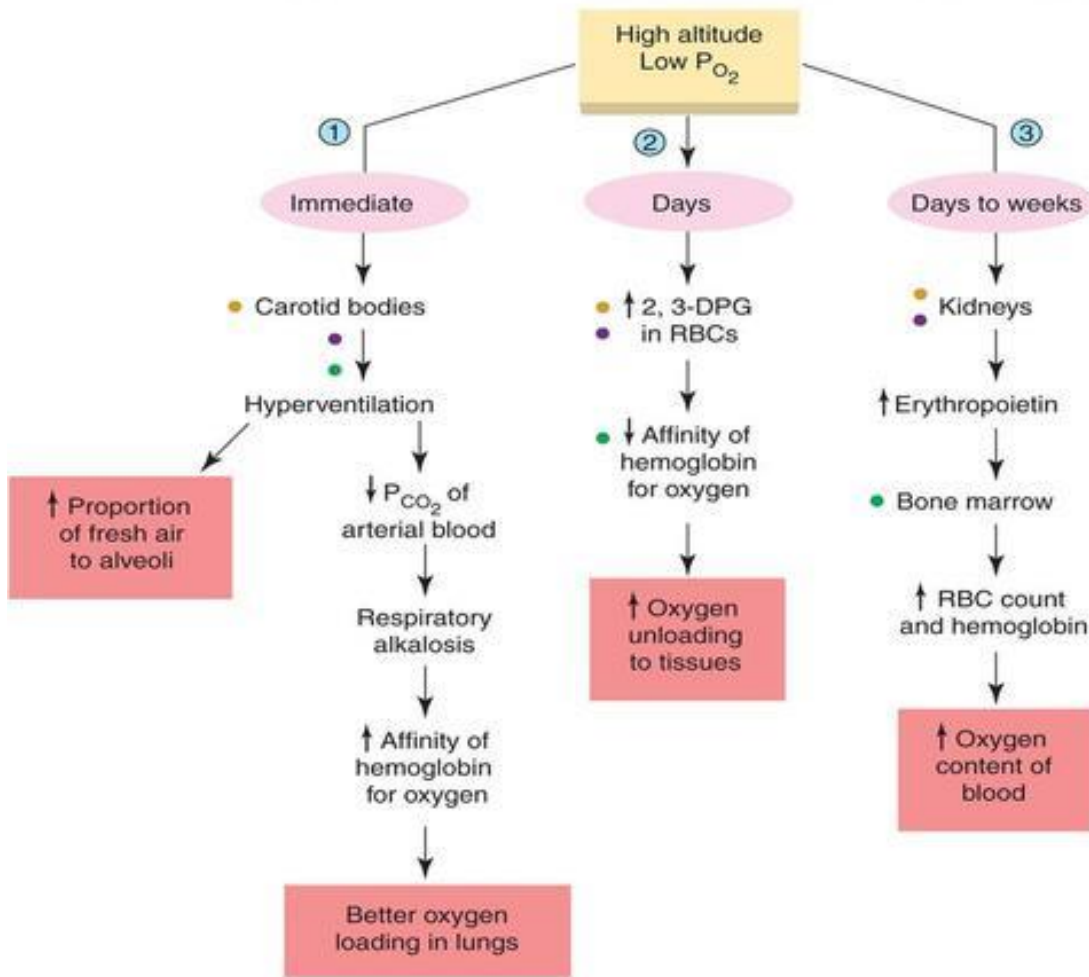 High altitude
Low PO2
1
2
3
Immediate
Days
Days to weeks
Carotid bodies
Hyperventilation
↑ Proportion
of fresh air
to alveoli
↓ PCO2 of
arterial blood
Respiratory
alkalosis
↑ Affinity of
hemoglobin
for oxygen
Better oxygen
loading in lungs
↑ 2, 3-DPG
in RBCs
↓ Affinity of
hemoglobin
for oxygen
↑ Oxygen
unloading
to tissues
Kidneys
↑ Erythropoietin
Bone marrow
↑ RBC count
and hemoglobin
↑ Oxygen
content of
blood